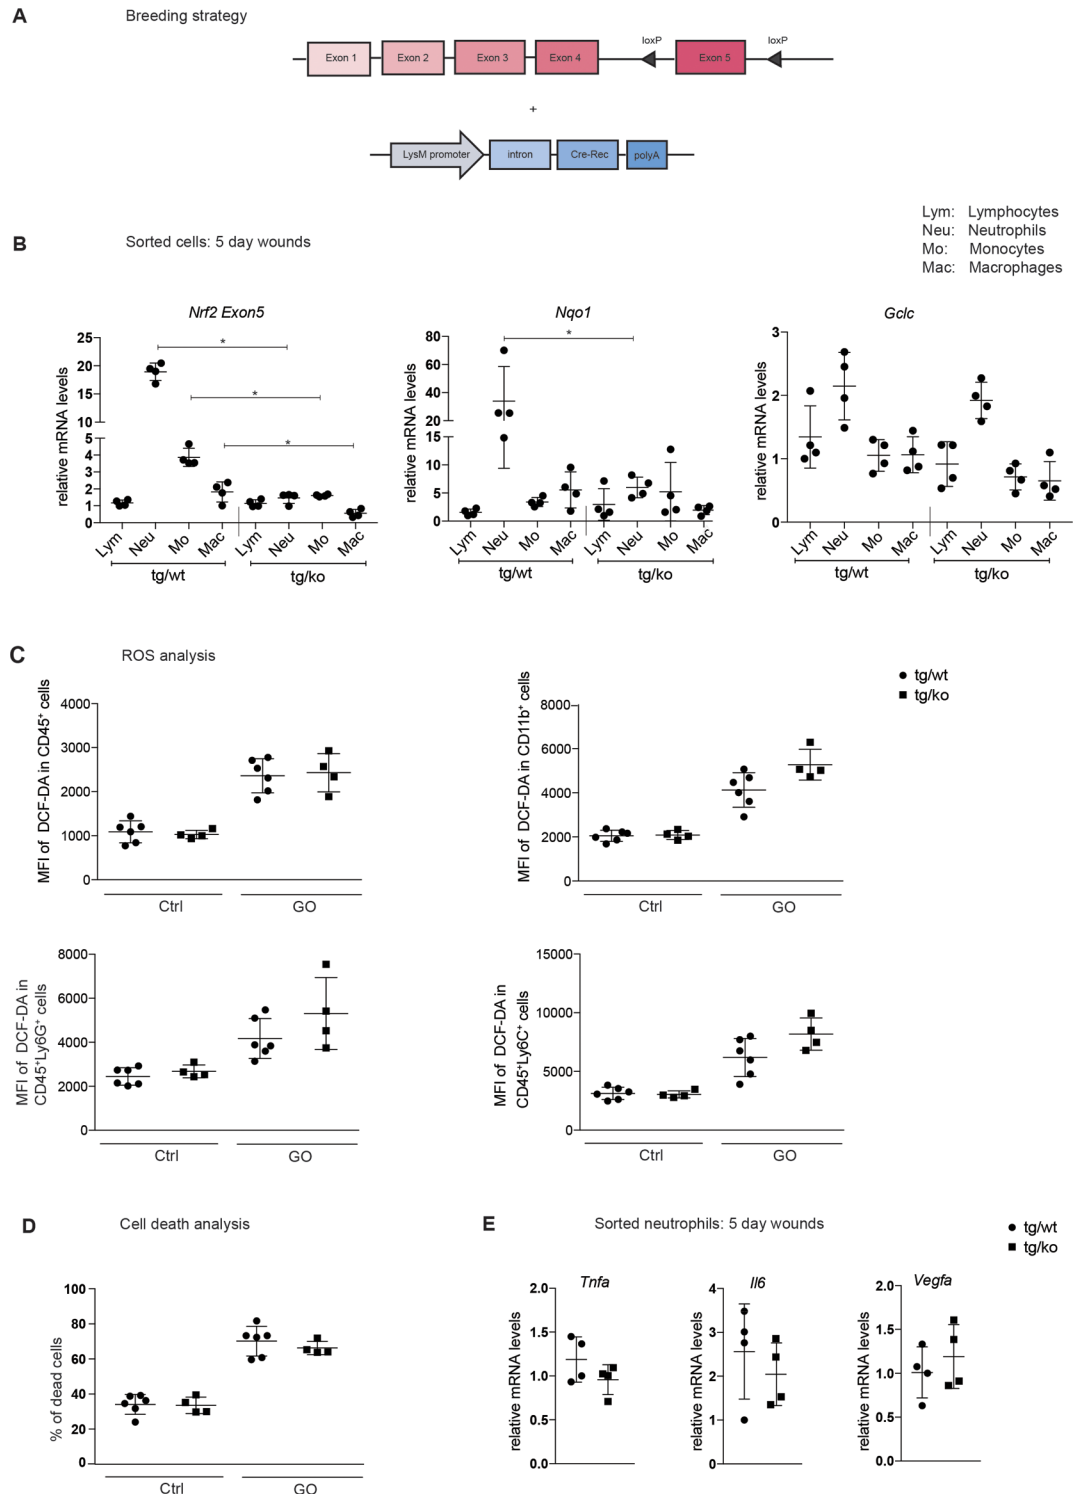 A Breeding strategy
loxP loxP
Exon 1 Exon 2 Exon 3 Exon 4 Exon 5
+
LysM promoter intron Cre-Rec polyA
Lym: Lymphocytes
Neu: Neutrophils
Mo: Monocytes
Mac: Macrophages
B Sorted cells: 5 day wounds
Nrf2 Exon5
relative mRNA levels
25
20
15
10
5
4
3
2
1
0
*
*
*
Lym Neu Mo Mac Lym Neu Mo Mac
tg/wt tg/ko
Nqo1
relative mRNA levels
80
60
40
20
15
10
5
0
*
Lym Neu Mo Mac Lym Neu Mo Mac
tg/wt tg/ko
Gclc
relative mRNA levels
3
2
1
0
Lym Neu Mo Mac Lym Neu Mo Mac
tg/wt tg/ko
C ROS analysis
tg/wt
tg/ko
MFI of DCF-DA in CD45⁺ cells
4000
3000
2000
1000
0
Ctrl GO
MFI of DCF-DA in CD11b⁺ cells
8000
6000
4000
2000
0
Ctrl GO
MFI of DCF-DA in
CD45⁺Ly6G⁺ cells
8000
6000
4000
2000
0
Ctrl GO
MFI of DCF-DA in
CD45⁺Ly6C⁺ cells
15000
10000
5000
0
Ctrl GO
D Cell death analysis
% of dead cells
100
80
60
40
20
0
Ctrl GO
E Sorted neutrophils: 5 day wounds
tg/wt
tg/ko
Tnfa
relative mRNA levels
2.0
1.5
1.0
0.5
0.0
Il6
relative mRNA levels
4
3
2
1
0
Vegfa
relative mRNA levels
2.0
1.5
1.0
0.5
0.0